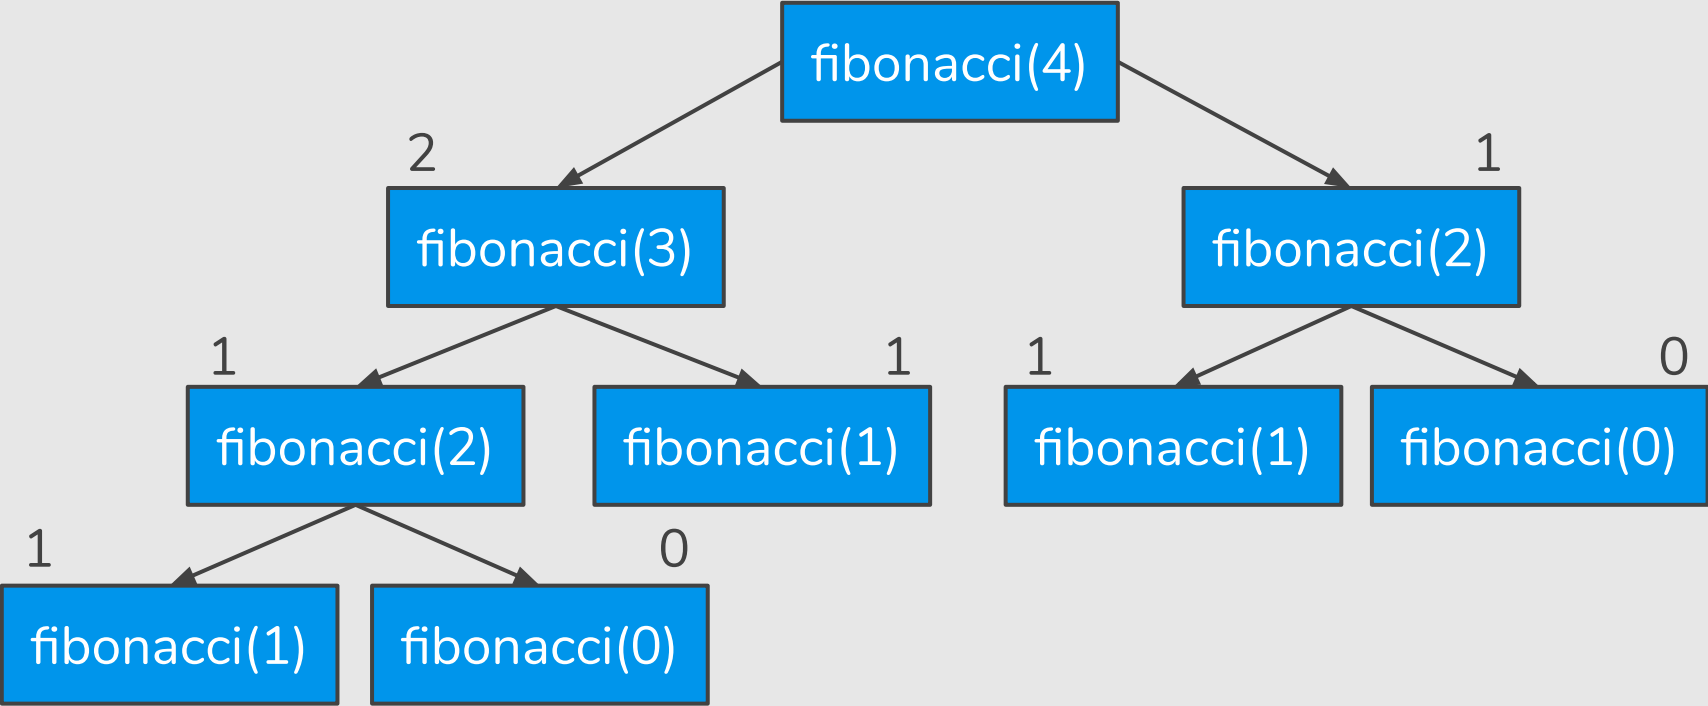 fibonacci(4)
2
1
fibonacci(3)
fibonacci(2)
1
1
1
0
fibonacci(2)
fibonacci(1)
fibonacci(1)
fibonacci(0)
1
0
fibonacci(1)
fibonacci(0)